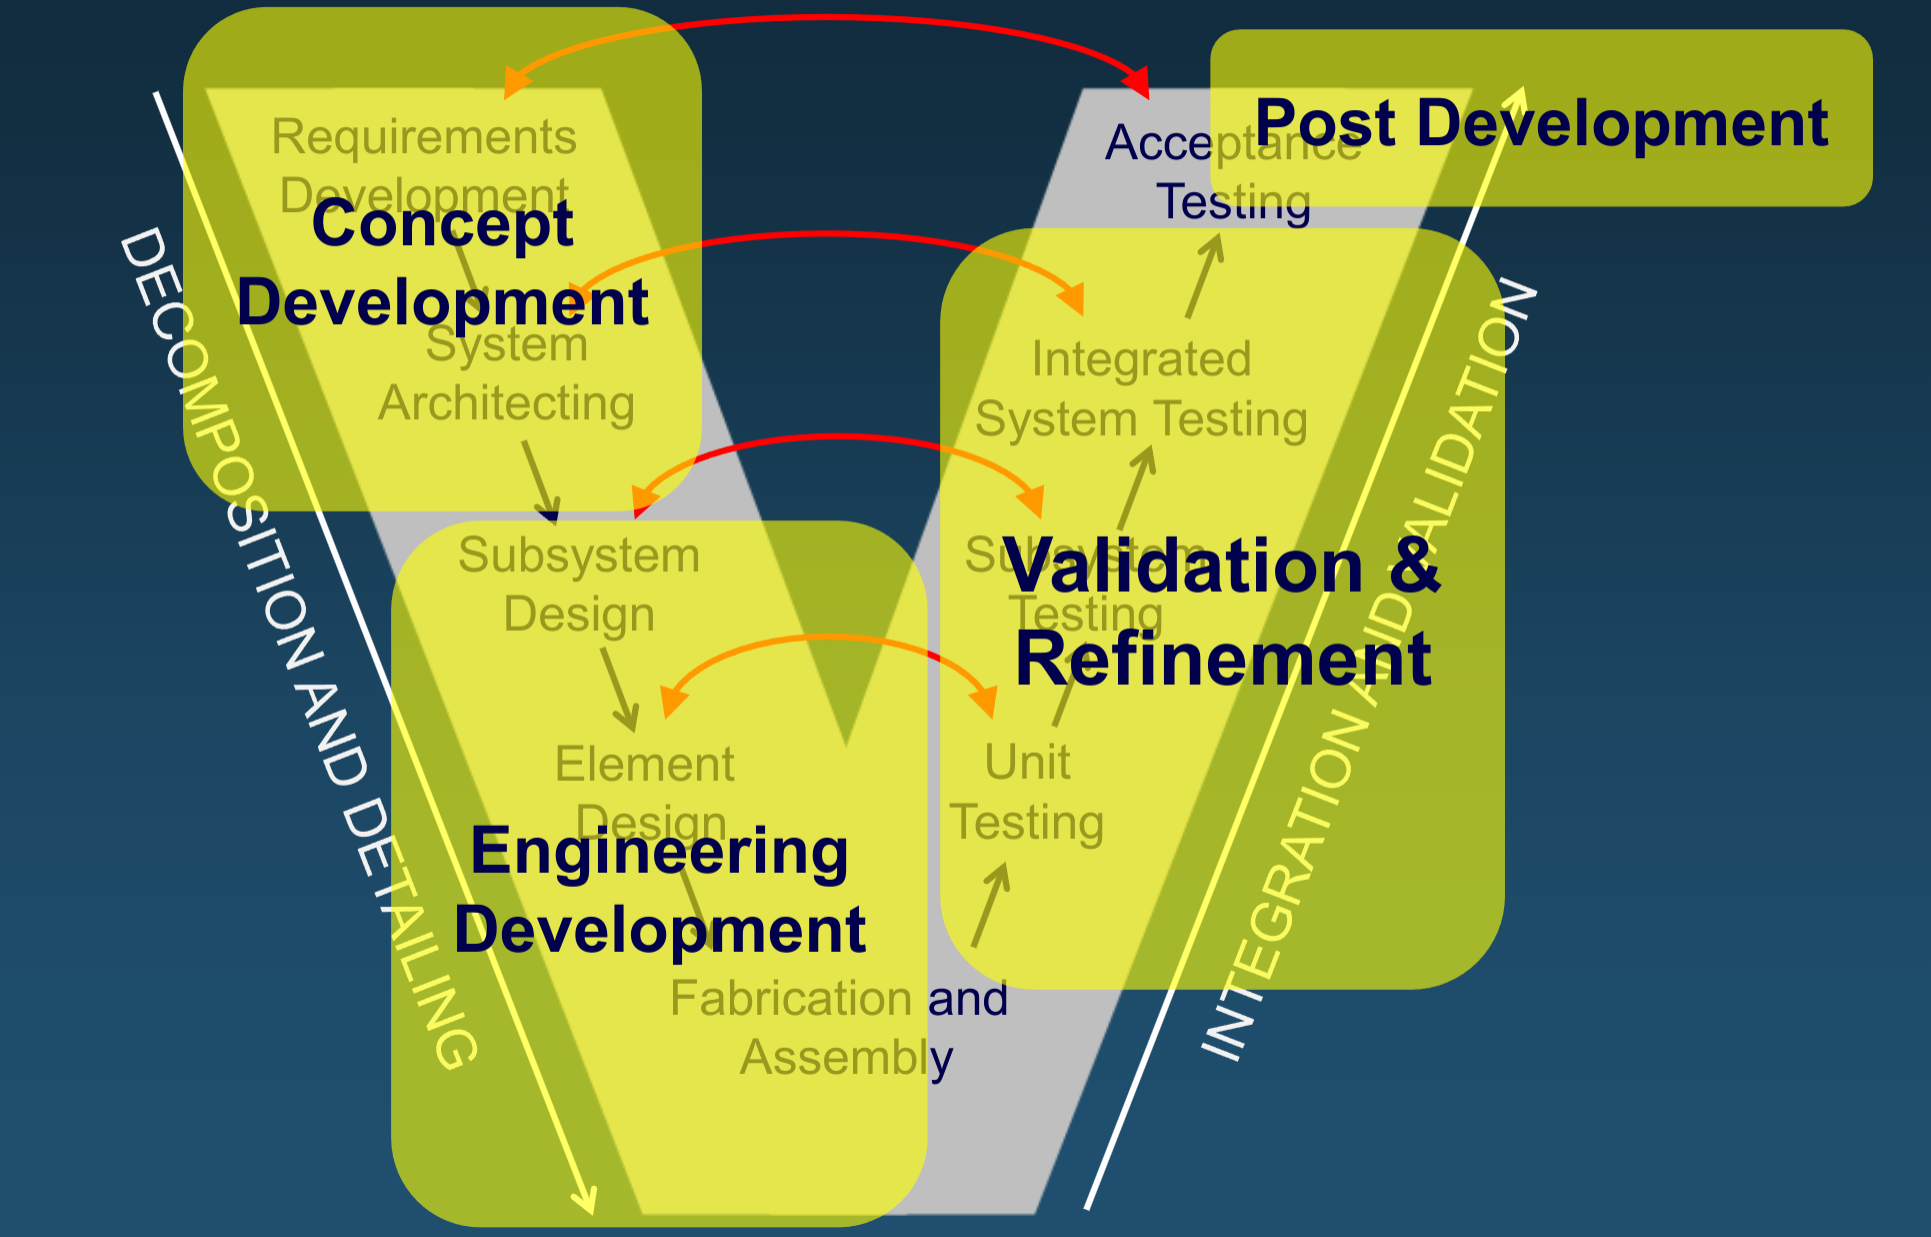 Requirements
Development
Concept
Development
System
Architecting
Subsystem
Design
Element
Design
Engineering
Development
Fabrication and
Assembly
Unit
Testing
Subsystem
Testing
Validation &
Refinement
Integrated
System Testing
Acceptance
Testing
Post Development
DECOMPOSITION AND DETAILING
INTEGRATION AND VALIDATION